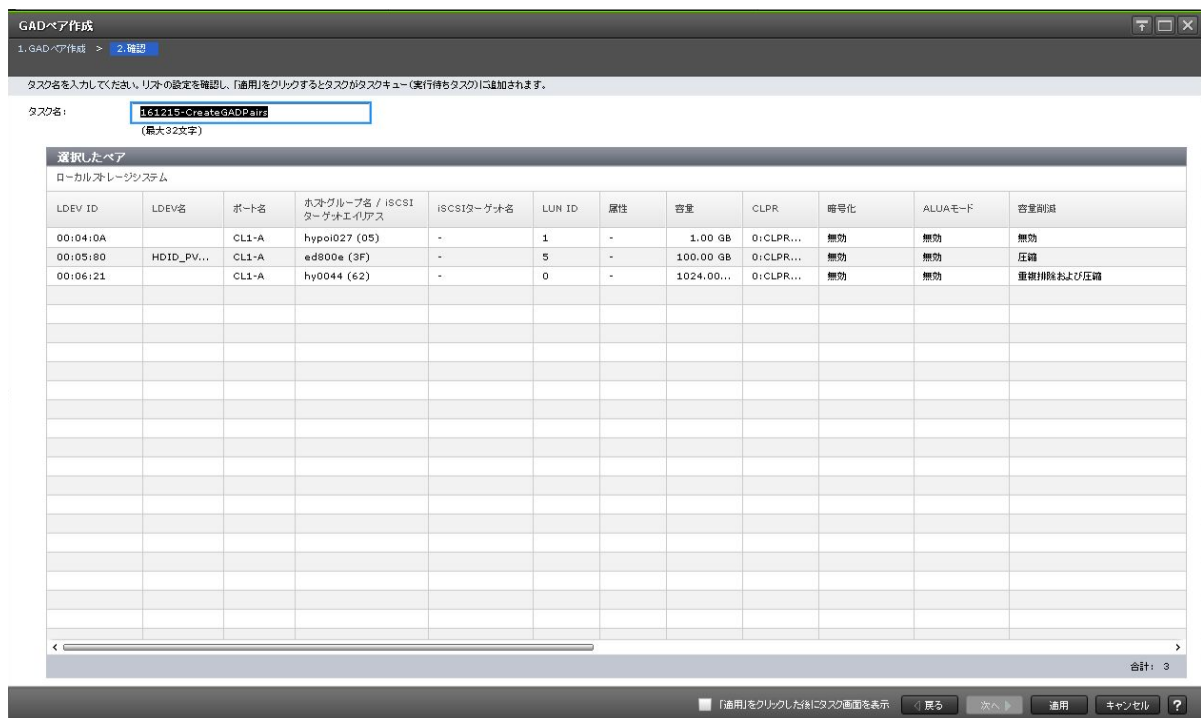 GADペア作成
1.GADペア作成 > 2.確認
タスク名を入力してください。リストの設定を確認し、「適用」をクリックするとタスクがタスクキュー(実行待ちタスク)に追加されます。
タスク名: 161215-CreateGADPairs
(最大32文字)
選択したペア
ローカルストレージシステム
LDEV ID LDEV名 ポート名 ホストグループ名 / iSCSI ターゲットエイリアス iSCSIターゲット名 LUN ID 属性 容量 CLPR 暗号化 ALUAモード 容量削減
00:04:0A CL1-A hypoi027 (05) - 1 - 1.00 GB 0:CLPR... 無効 無効 無効
00:05:80 HDID_PV... CL1-A ed800e (3F) - 5 - 100.00 GB 0:CLPR... 無効 無効 圧縮
00:06:21 CL1-A hy0044 (62) - 0 - 1024.00... 0:CLPR... 無効 無効 重複排除および圧縮
合計: 3
「適用」をクリックした後にタスク画面を表示 戻る 次へ 適用 キャンセル ?